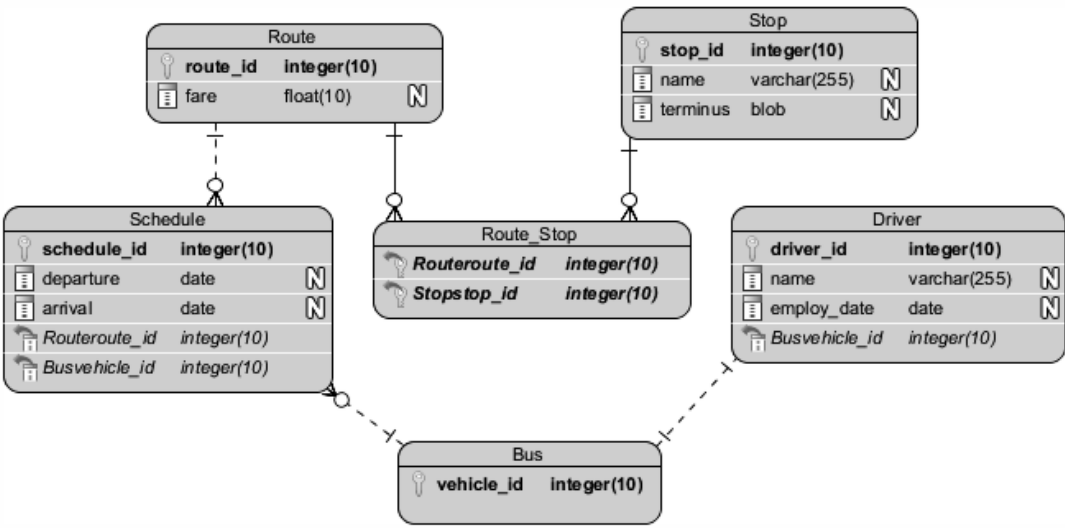 Route
route_id integer(10)
fare float(10) N
Stop
stop_id integer(10)
name varchar(255) N
terminus blob N
Schedule
schedule_id integer(10)
departure date N
arrival date N
Routeroute_id integer(10)
Busvehicle_id integer(10)
Route_Stop
Routeroute_id integer(10)
Stopstop_id integer(10)
Driver
driver_id integer(10)
name varchar(255) N
employ_date date N
Busvehicle_id integer(10)
Bus
vehicle_id integer(10)